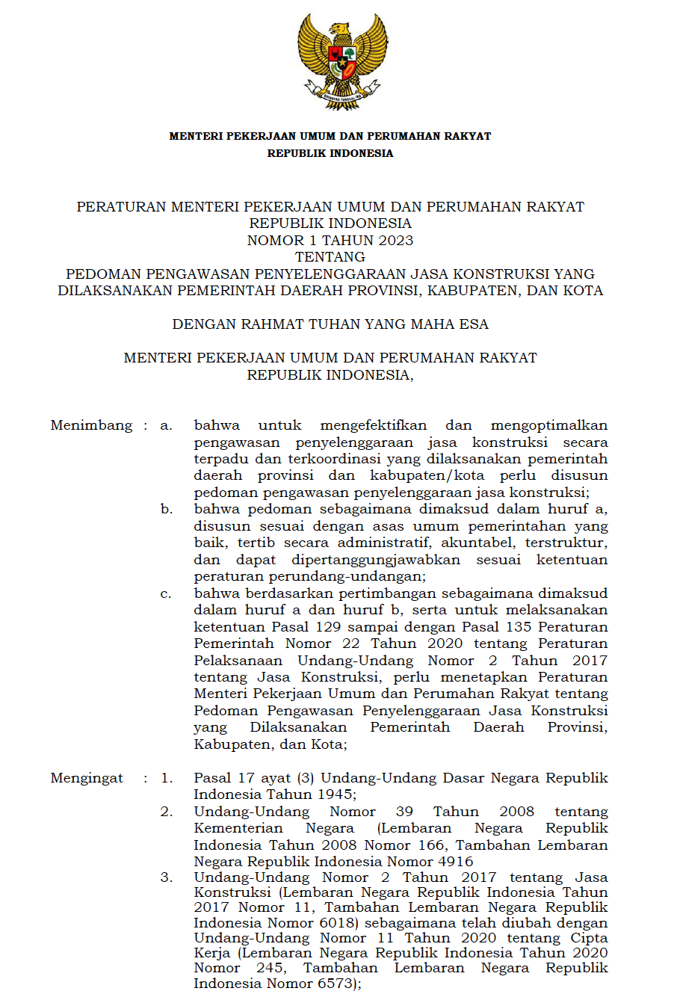 BHINNEKA TUNGGAL IKA
MENTERI PEKERJAAN UMUM DAN PERUMAHAN RAKYAT
REPUBLIK INDONESIA
PERATURAN MENTERI PEKERJAAN UMUM DAN PERUMAHAN RAKYAT
REPUBLIK INDONESIA
NOMOR 1 TAHUN 2023
TENTANG
PEDOMAN PENGAWASAN PENYELENGGARAAN JASA KONSTRUKSI YANG
DILAKSANAKAN PEMERINTAH DAERAH PROVINSI, KABUPATEN, DAN KOTA
DENGAN RAHMAT TUHAN YANG MAHA ESA
MENTERI PEKERJAAN UMUM DAN PERUMAHAN RAKYAT
REPUBLIK INDONESIA,
Menimbang : a. bahwa untuk mengefektifkan dan mengoptimalkan
pengawasan penyelenggaraan jasa konstruksi secara
terpadu dan terkoordinasi yang dilaksanakan pemerintah
daerah provinsi dan kabupaten/kota perlu disusun
pedoman pengawasan penyelenggaraan jasa konstruksi;
b. bahwa pedoman sebagaimana dimaksud dalam huruf a,
disusun sesuai dengan asas umum pemerintahan yang
baik, tertib secara administratif, akuntabel, terstruktur,
dan dapat dipertanggungjawabkan sesuai ketentuan
peraturan perundang-undangan;
c. bahwa berdasarkan pertimbangan sebagaimana dimaksud
dalam huruf a dan huruf b, serta untuk melaksanakan
ketentuan Pasal 129 sampai dengan Pasal 135 Peraturan
Pemerintah Nomor 22 Tahun 2020 tentang Peraturan
Pelaksanaan Undang-Undang Nomor 2 Tahun 2017
tentang Jasa Konstruksi, perlu menetapkan Peraturan
Menteri Pekerjaan Umum dan Perumahan Rakyat tentang
Pedoman Pengawasan Penyelenggaraan Jasa Konstruksi
yang Dilaksanakan Pemerintah Daerah Provinsi,
Kabupaten, dan Kota;
Mengingat : 1. Pasal 17 ayat (3) Undang-Undang Dasar Negara Republik
Indonesia Tahun 1945;
2. Undang-Undang Nomor 39 Tahun 2008 tentang
Kementerian Negara (Lembaran Negara Republik
Indonesia Tahun 2008 Nomor 166, Tambahan Lembaran
Negara Republik Indonesia Nomor 4916
3. Undang-Undang Nomor 2 Tahun 2017 tentang Jasa
Konstruksi (Lembaran Negara Republik Indonesia Tahun
2017 Nomor 11, Tambahan Lembaran Negara Republik
Indonesia Nomor 6018) sebagaimana telah diubah dengan
Undang-Undang Nomor 11 Tahun 2020 tentang Cipta
Kerja (Lembaran Negara Republik Indonesia Tahun 2020
Nomor 245, Tambahan Lembaran Negara Republik
Indonesia Nomor 6573);